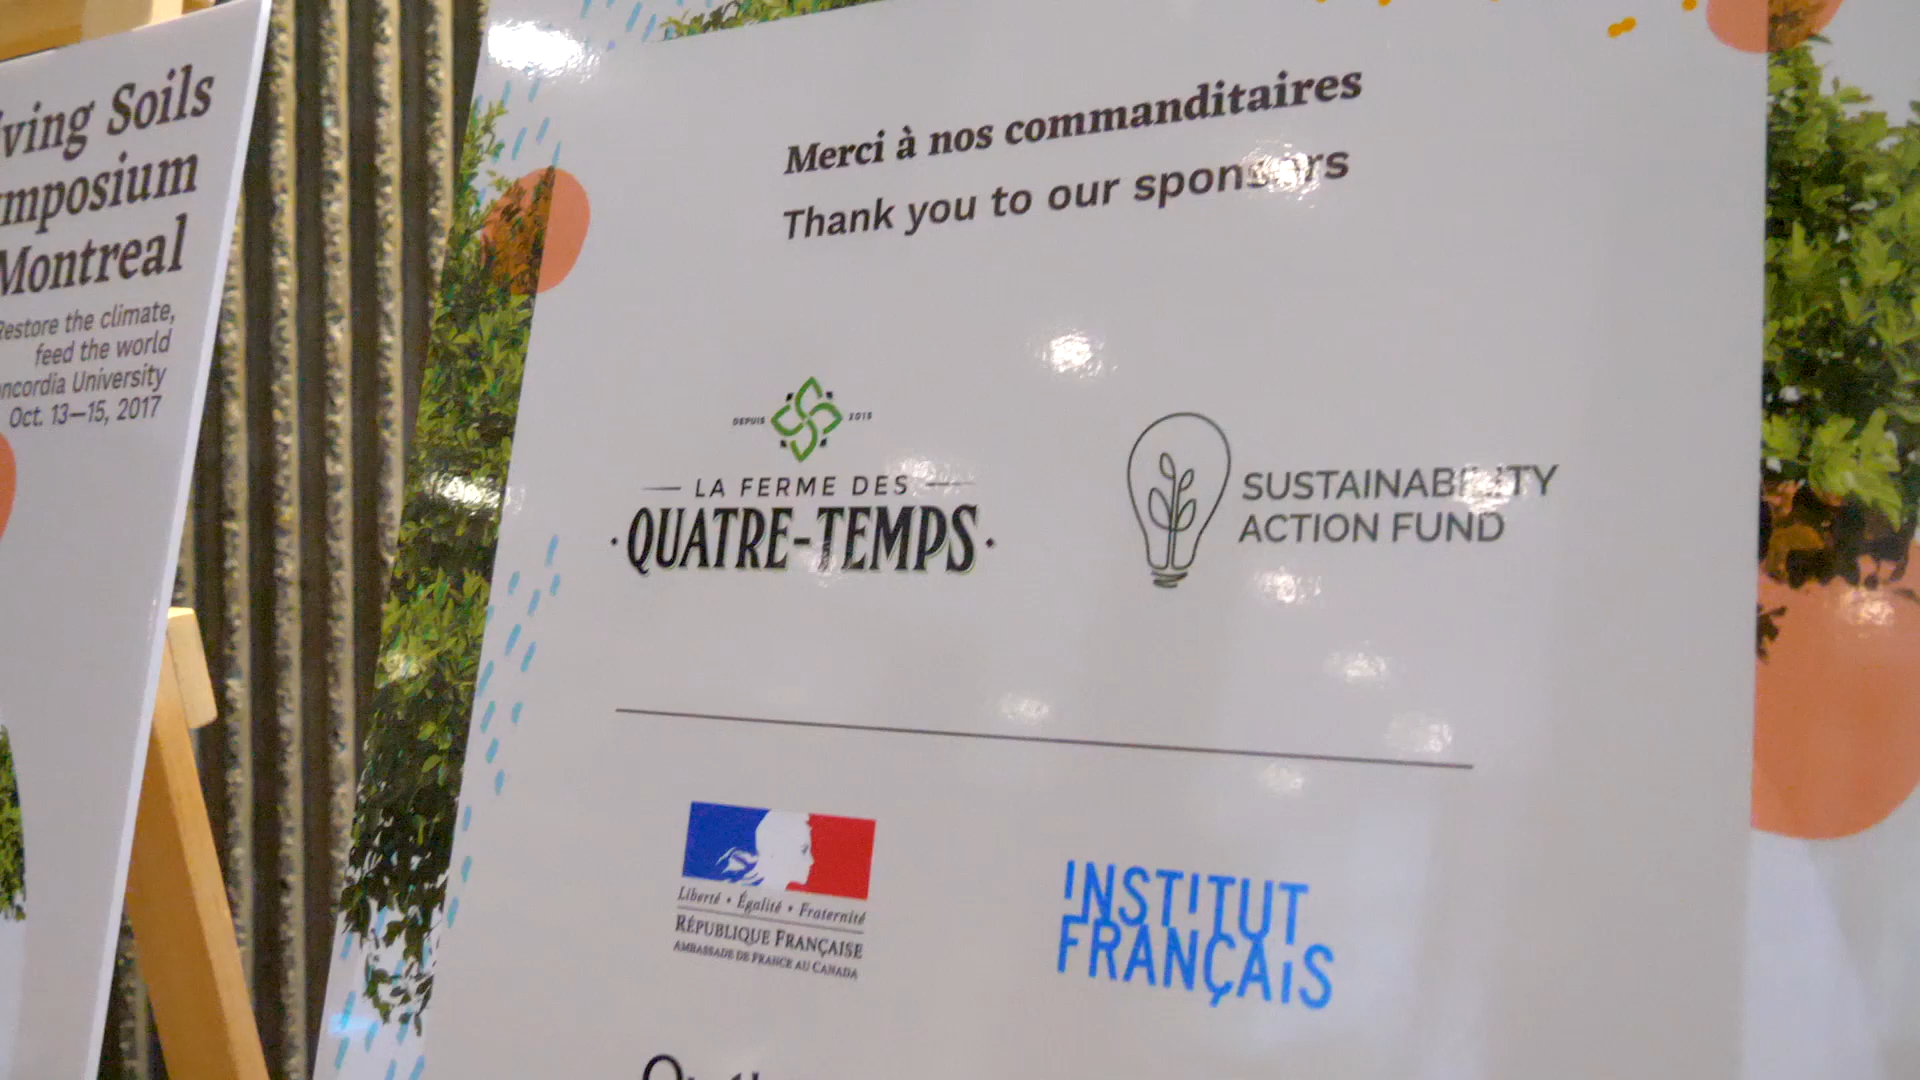 ving Soils
mposium
Montreal
Restore the climate,
feed the world
ncordia University
Oct. 13—15, 2017
Merci à nos commanditaires
Thank you to our sponsors
DEPUIS 2015
LA FERME DES
·QUATRE-TEMPS·
SUSTAINABILITY
ACTION FUND
Liberté • Égalité • Fraternité
RÉPUBLIQUE FRANÇAISE
AMBASSADE DE FRANCE AU CANADA
INSTITUT
FRANÇAIS